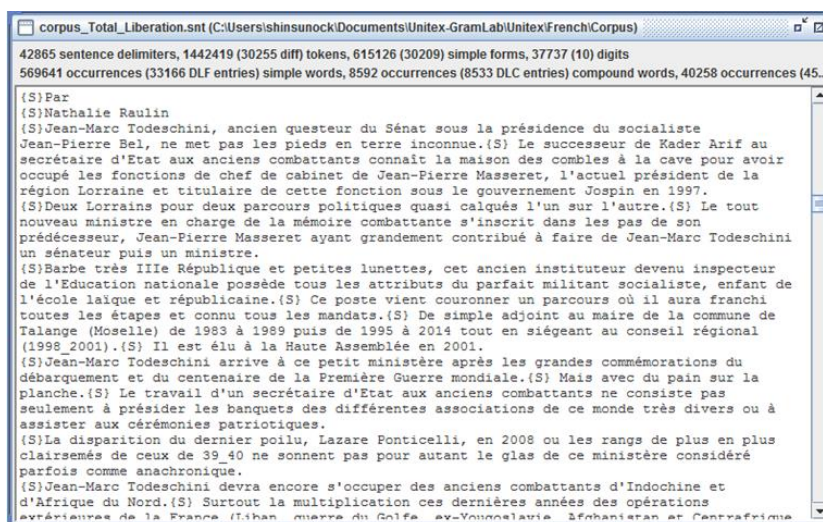 corpus_Total_Liberation.snt (C:\Users\shinsunock\Documents\Unitex-GramLab\Unitex\French\Corpus)
42865 sentence delimiters, 1442419 (30255 diff) tokens, 615126 (30209) simple forms, 37737 (10) digits
569641 occurrences (33166 DLF entries) simple words, 8592 occurrences (8533 DLC entries) compound words, 40258 occurrences (45...
{S}Par
{S}Nathalie Raulin
{S}Jean-Marc Todeschini, ancien questeur du Sénat sous la présidence du socialiste
Jean-Pierre Bel, ne met pas les pieds en terre inconnue.{S} Le successeur de Kader Arif au
secrétaire d'Etat aux anciens combattants connaît la maison des combles à la cave pour avoir
occupé les fonctions de chef de cabinet de Jean-Pierre Masseret, l'actuel président de la
région Lorraine et titulaire de cette fonction sous le gouvernement Jospin en 1997.
{S}Deux Lorrains pour deux parcours politiques quasi calqués l'un sur l'autre.{S} Le tout
nouveau ministre en charge de la mémoire combattante s'inscrit dans les pas de son
prédécesseur, Jean-Pierre Masseret ayant grandement contribué à faire de Jean-Marc Todeschini
un sénateur puis un ministre.
{S}Barbe très IIIe République et petites lunettes, cet ancien instituteur devenu inspecteur
de l'Education nationale possède tous les attributs du parfait militant socialiste, enfant de
l'école laïque et républicaine.{S} Ce poste vient couronner un parcours où il aura franchi
toutes les étapes et connu tous les mandats.{S} De simple adjoint au maire de la commune de
Talange (Moselle) de 1983 à 1989 puis de 1995 à 2014 tout en siégeant au conseil régional
(1998_2001).{S} Il est élu à la Haute Assemblée en 2001.
{S}Jean-Marc Todeschini arrive à ce petit ministère après les grandes commémorations du
débarquement et du centenaire de la Première Guerre mondiale.{S} Mais avec du pain sur la
planche.{S} Le travail d'un secrétaire d'Etat aux anciens combattants ne consiste pas
seulement à présider les banquets des différentes associations de ce monde très divers ou à
assister aux cérémonies patriotiques.
{S}La disparition du dernier poilu, Lazare Ponticelli, en 2008 ou les rangs de plus en plus
clairsemés de ceux de 39_40 ne sonnent pas pour autant le glas de ce ministère considéré
parfois comme anachronique.
{S}Jean-Marc Todeschini devra encore s'occuper des anciens combattants d'Indochine et
d'Afrique du Nord.{S} Surtout la multiplication ces dernières années des opérations
extérieures de la France (Liban, guerre du Golfe, ex-Yougoslavie, Afghanistan et Centrafrique